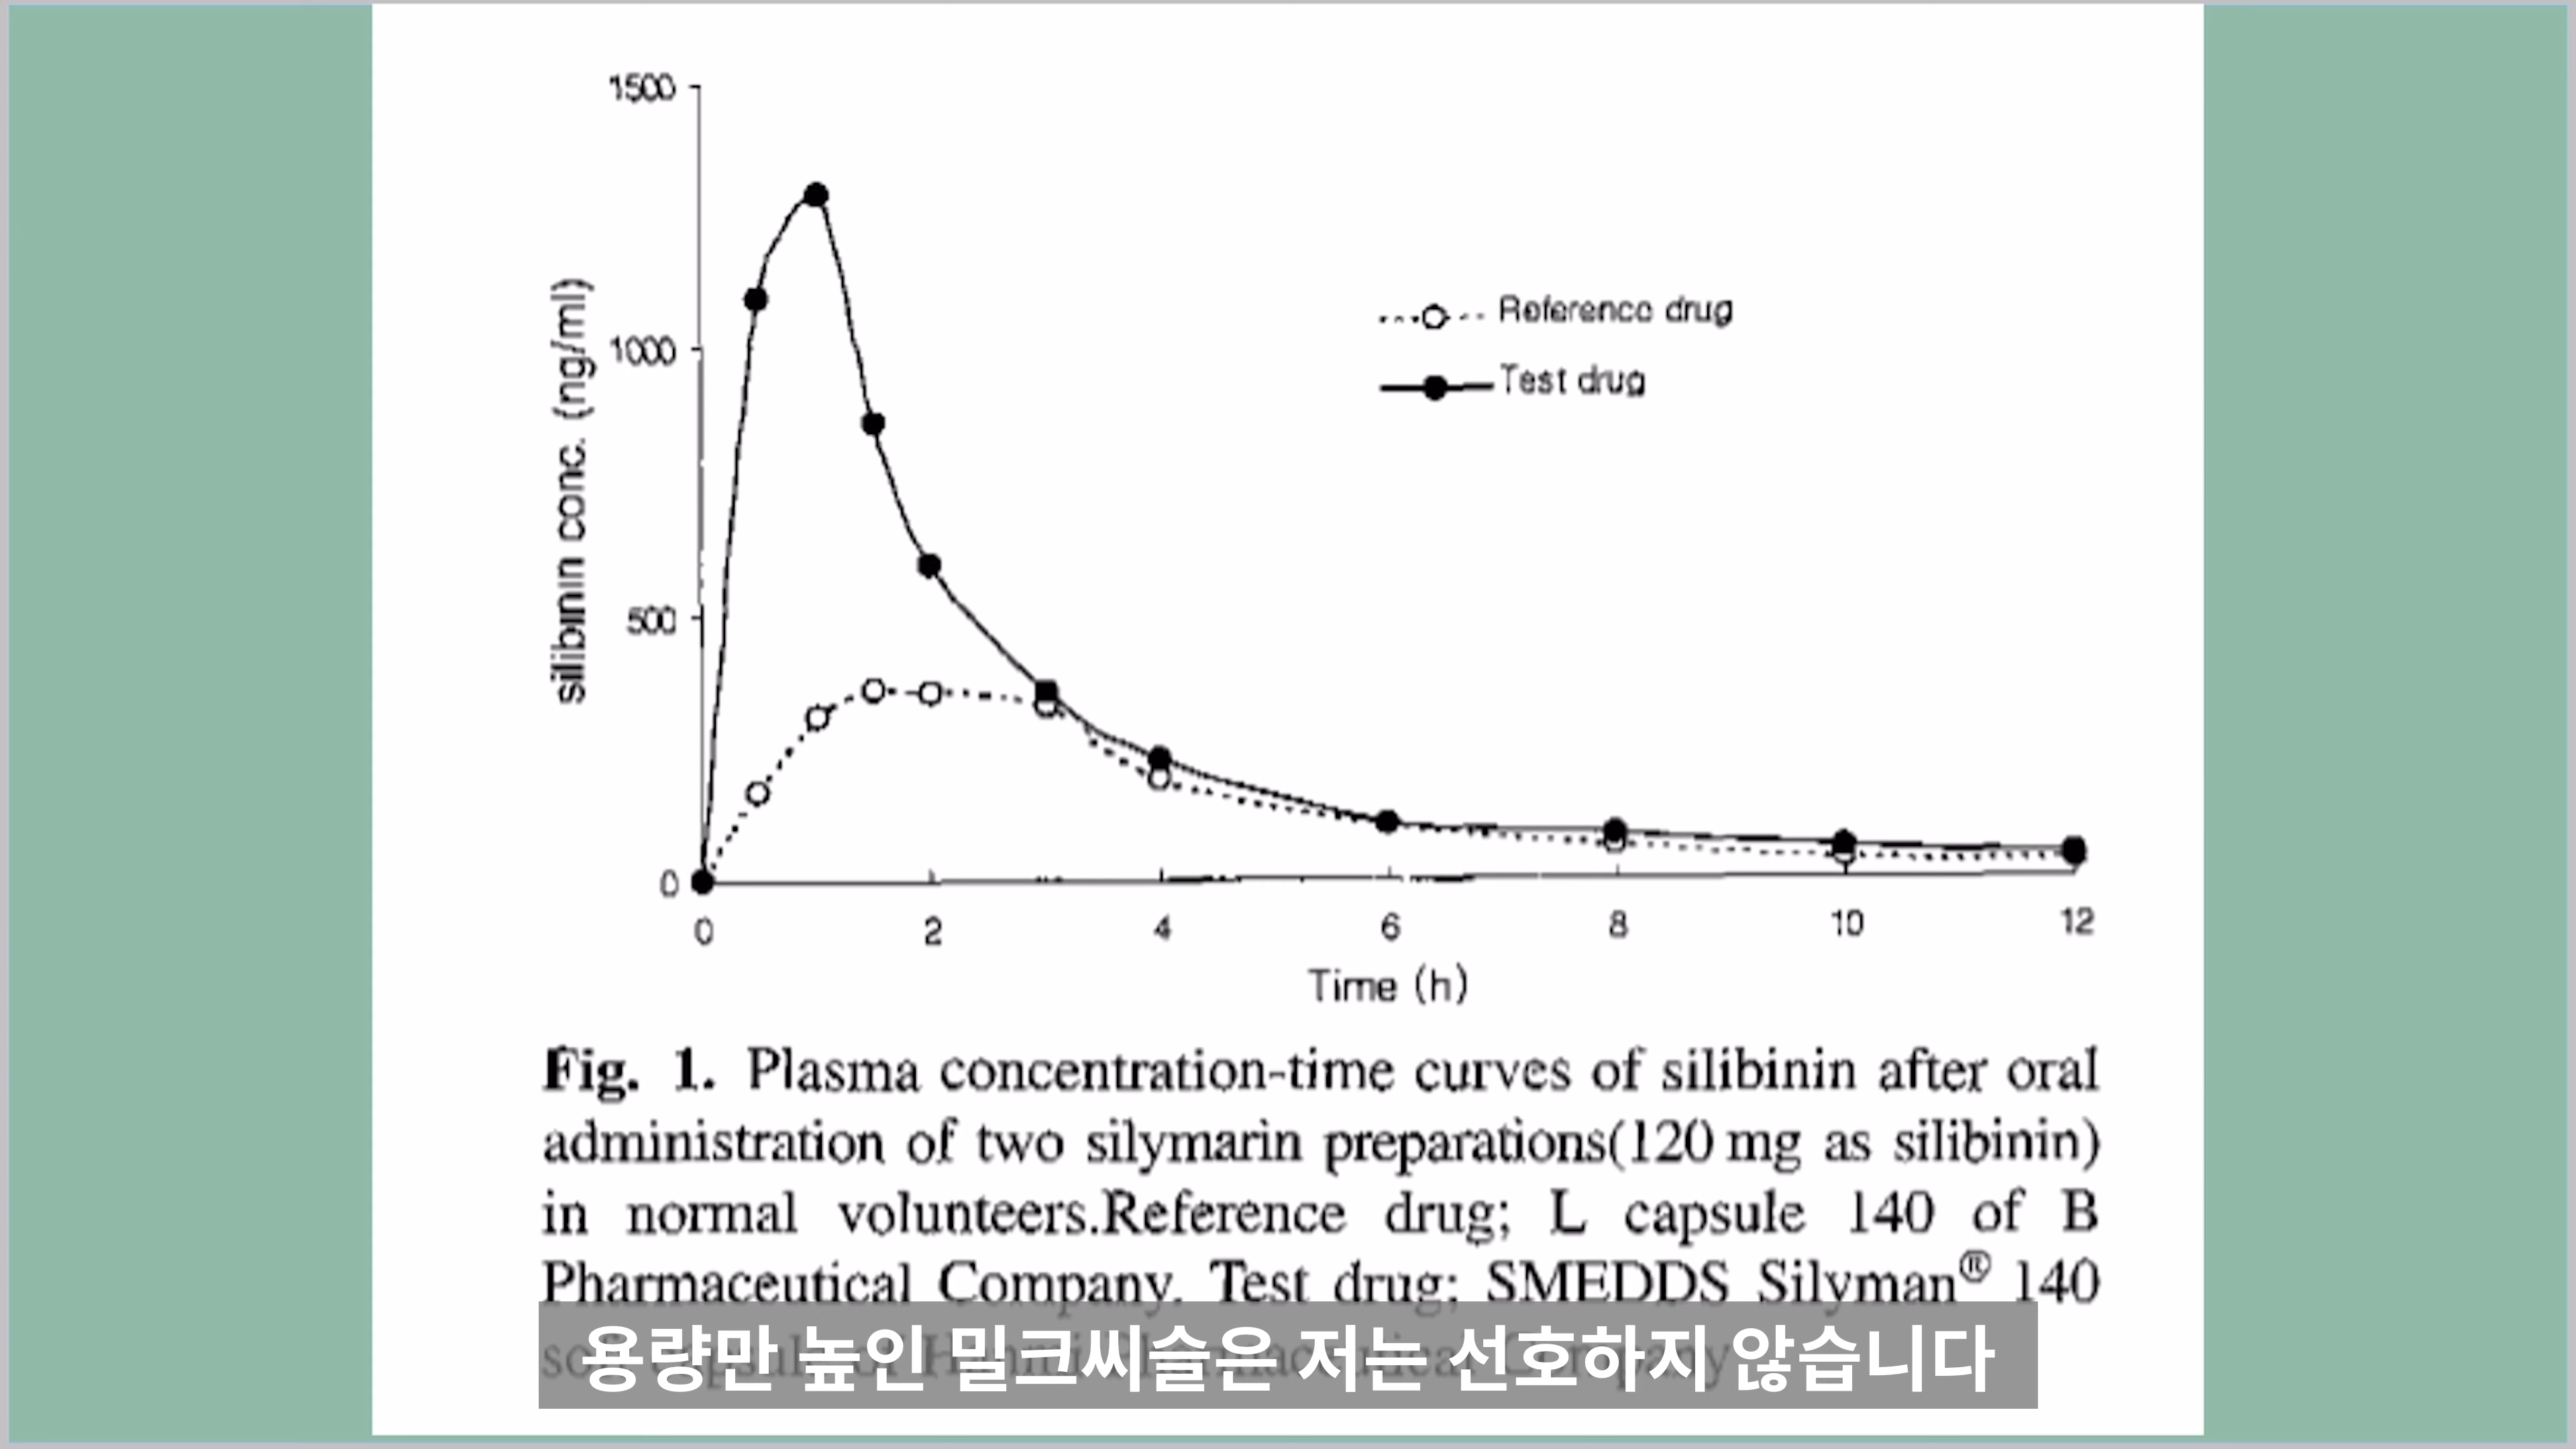 1500
1000
500
0
silibinin conc. (ng/ml)
Reference drug
Test drug
0 2 4 6 8 10 12
Time (h)
Fig. 1. Plasma concentration-time curves of silibinin after oral
administration of two silymarin preparations(120 mg as silibinin)
in normal volunteers.Reference drug; L capsule 140 of B
Pharmaceutical Company. Test drug; SMEDDS Silyman® 140
용량만 높인 밀크씨슬은 저는 선호하지 않습니다